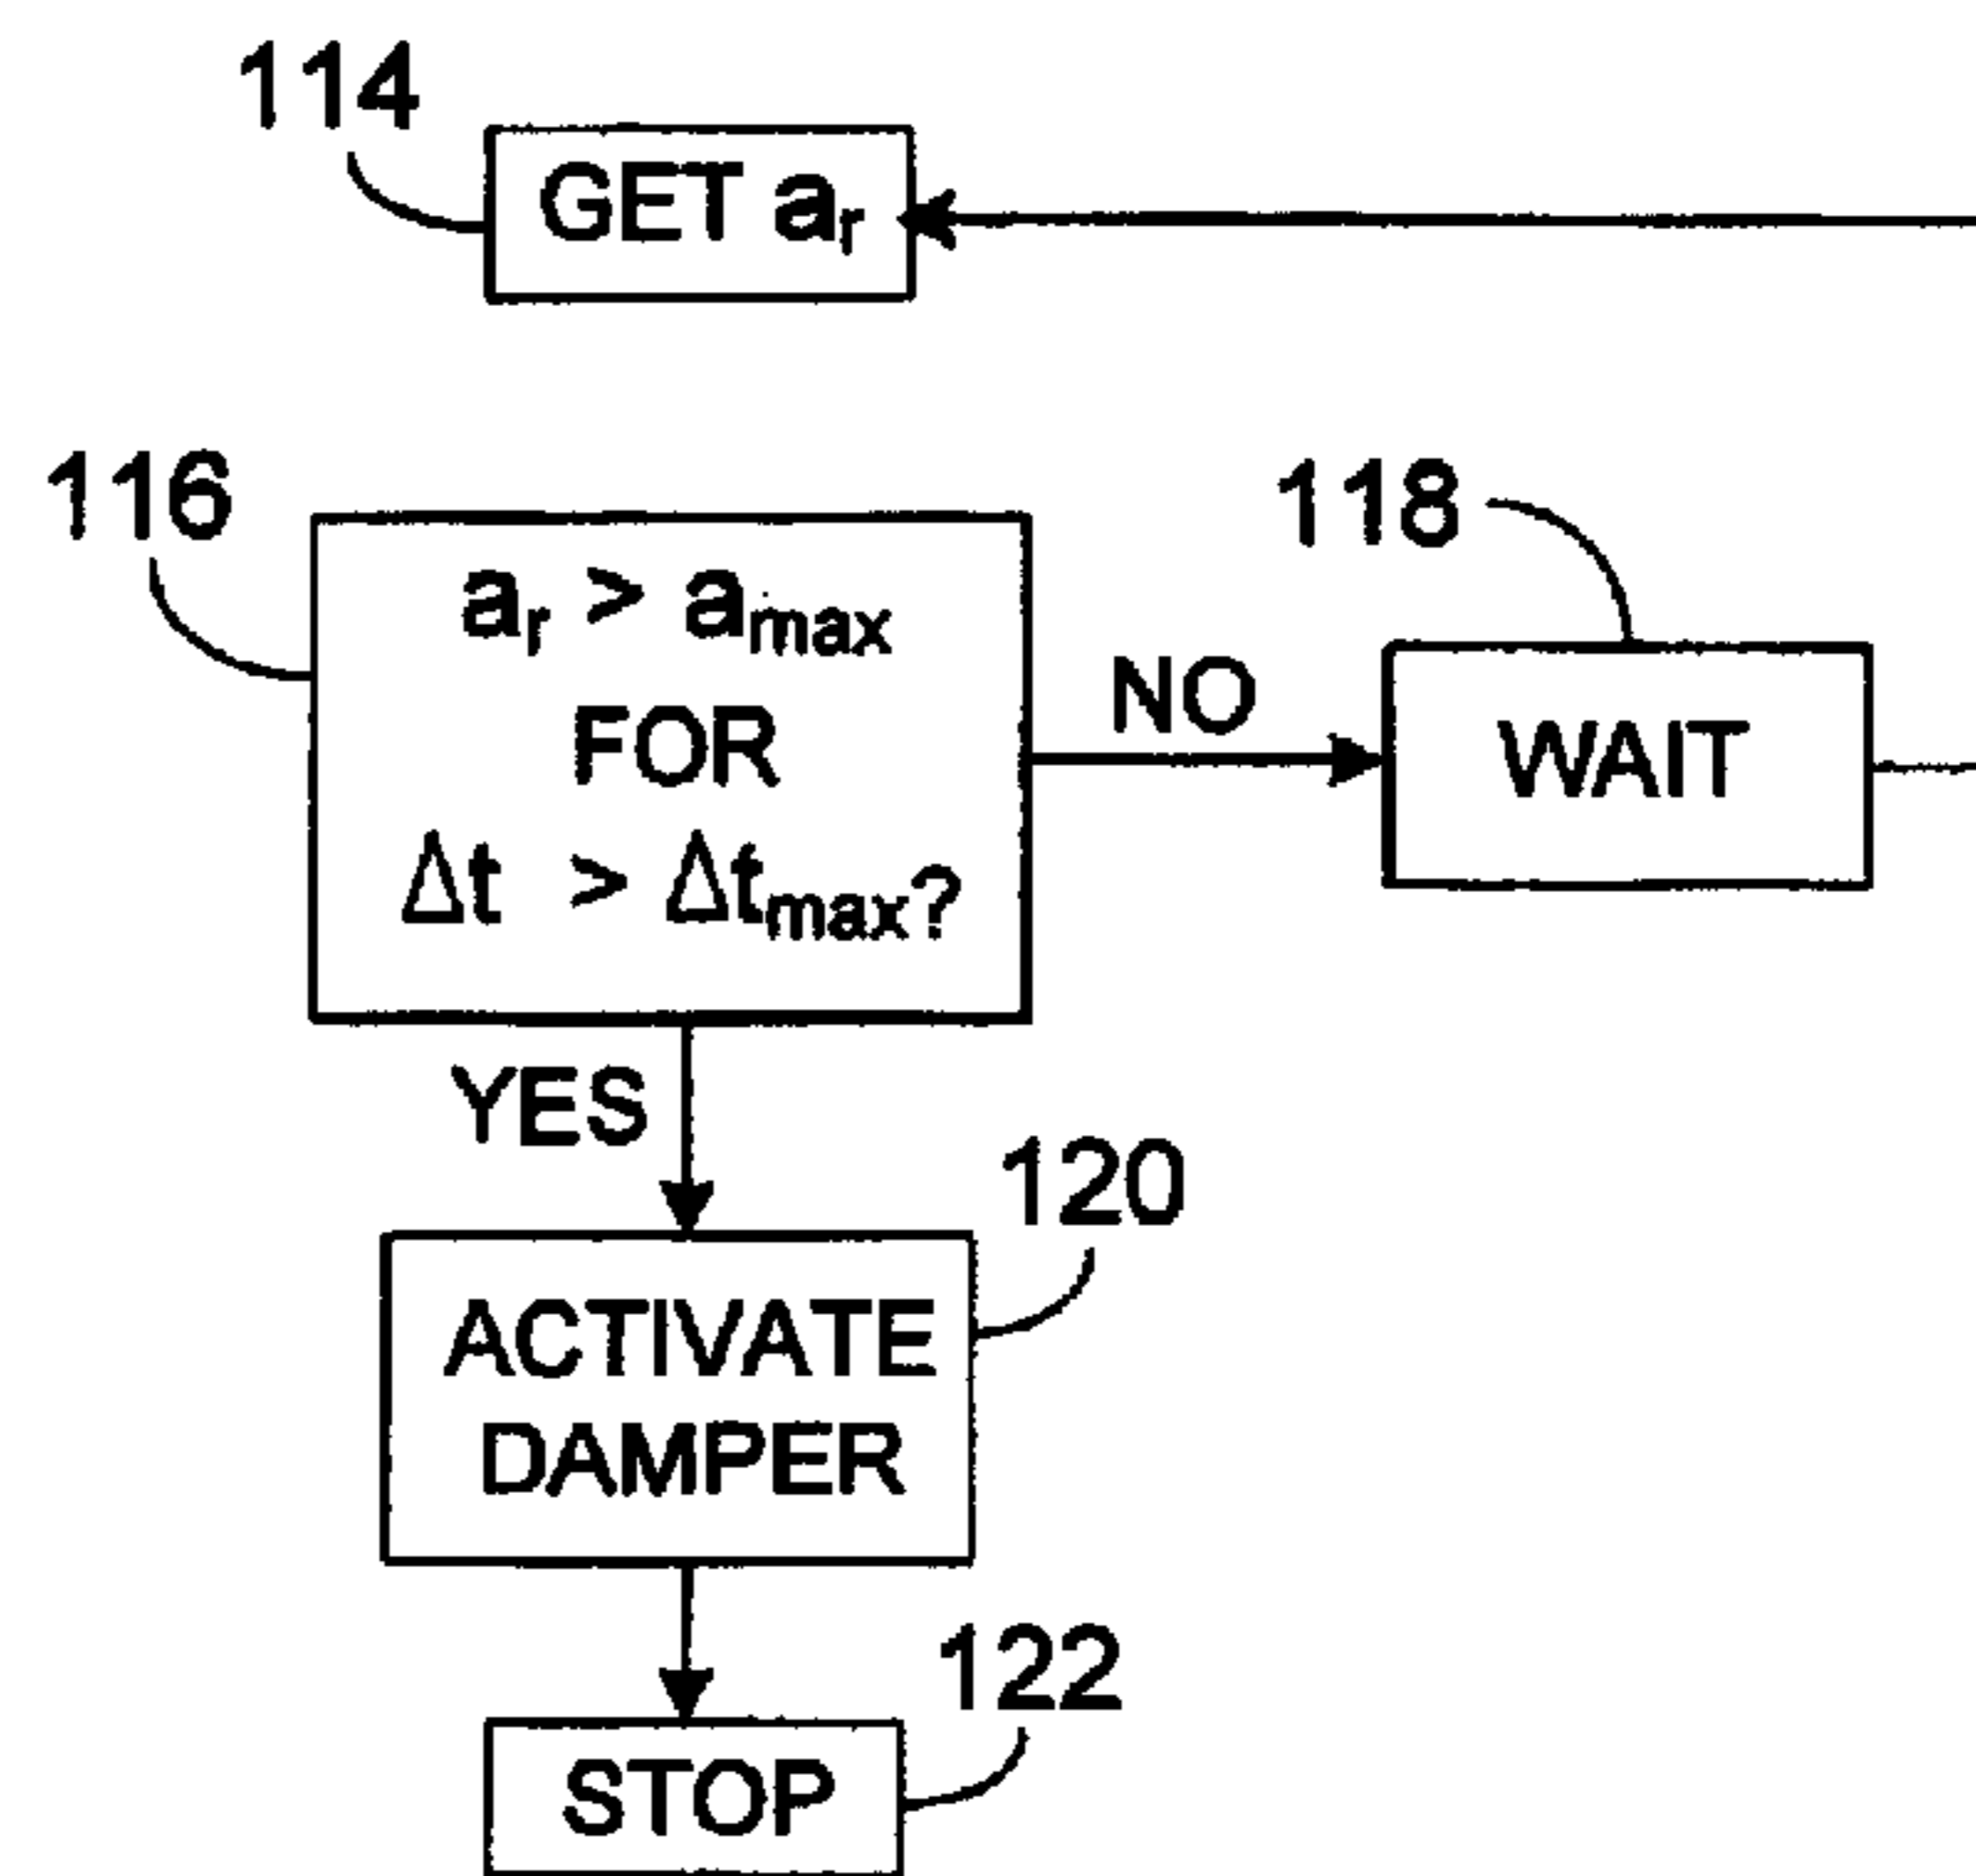 114
GET ar
116
ar > amax
FOR
Δt > Δtmax?
NO
118
WAIT
YES
120
ACTIVATE
DAMPER
122
STOP